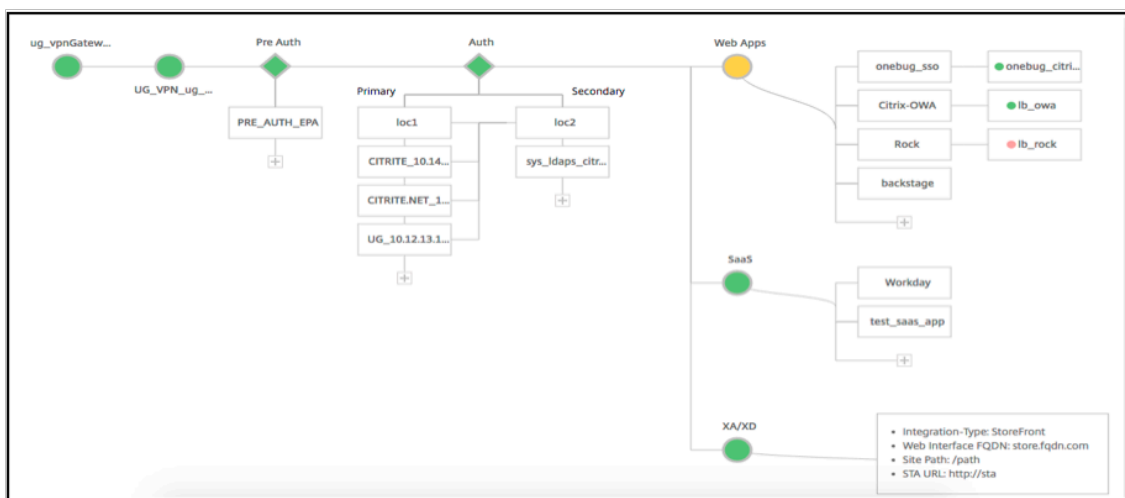 ug_vpnGatew...
UG_VPN_ug_...
Pre Auth
PRE_AUTH_EPA
Auth
Primary
Secondary
loc1
CITRITE_10.14...
CITRITE.NET_1...
UG_10.12.13.1...
loc2
sys_ldaps_citr...
Web Apps
onebug_sso
onebug_citri...
Citrix-OWA
lb_owa
Rock
lb_rock
backstage
SaaS
Workday
test_saas_app
XA/XD
• Integration-Type: StoreFront
• Web Interface FQDN: store.fqdn.com
• Site Path: /path
• STA URL: http://sta